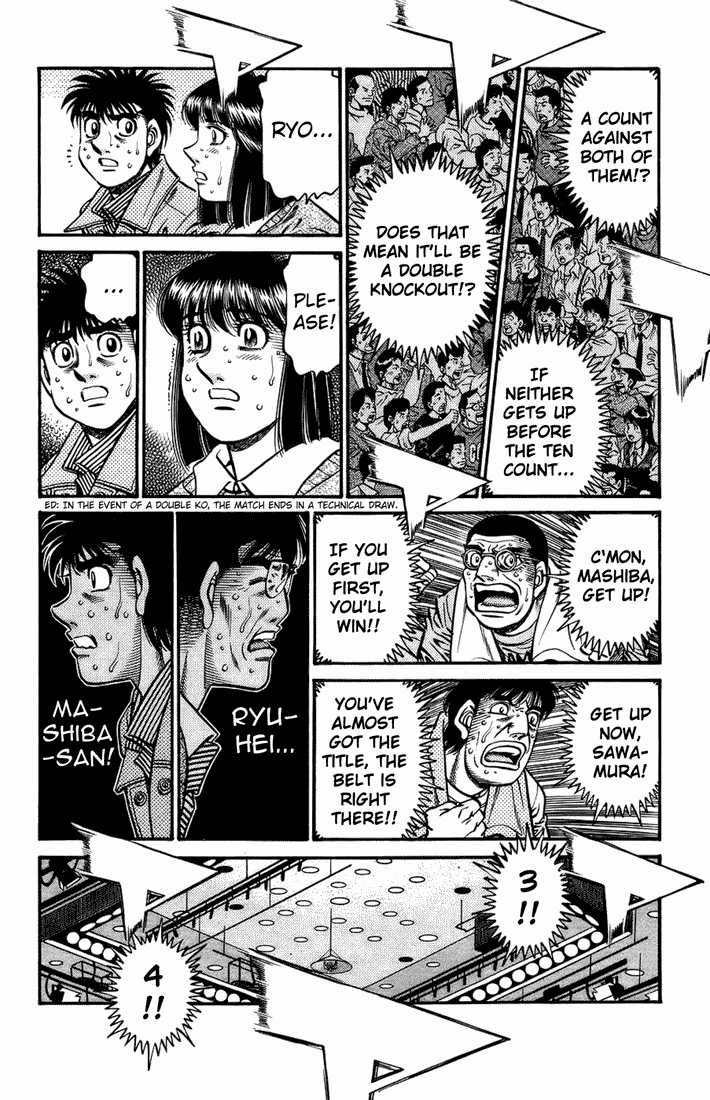 A COUNT
AGAINST
BOTH OF
THEM!?
IF
NEITHER
GETS UP
BEFORE
THE TEN
COUNT...
DOES THAT
MEAN IT'LL BE
A DOUBLE
KNOCKOUT!?
RYO...
PLE-
ASE!
...
ED: IN THE EVENT OF A DOUBLE KO, THE MATCH ENDS IN A TECHNICAL DRAW.
C'MON,
MASHIBA,
GET UP!
IF YOU
GET UP
FIRST,
YOU'LL
WIN!!
GET UP
NOW,
SAWA-
MURA!
YOU'VE
ALMOST
GOT THE
TITLE, THE
BELT IS
RIGHT
THERE!!
RYU-
HEI...
MA-
SHIBA
-SAN!
3
!!
4
!!